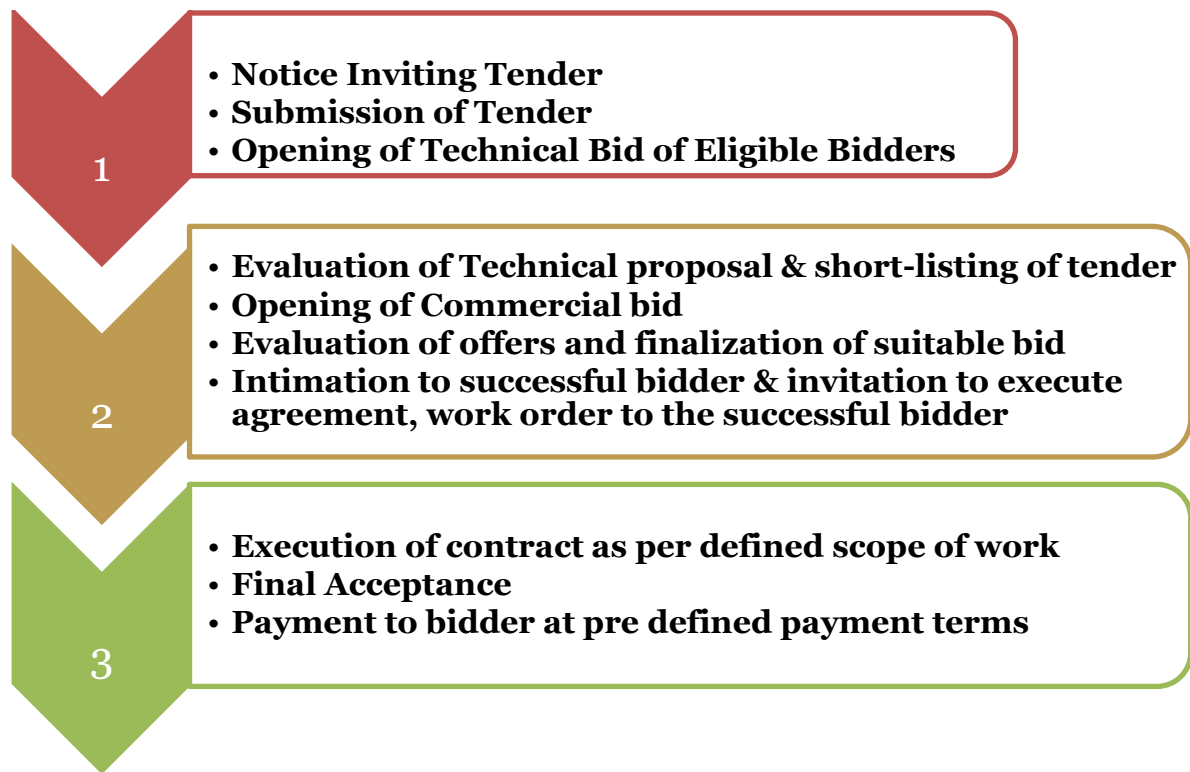 1
• Notice Inviting Tender
• Submission of Tender
• Opening of Technical Bid of Eligible Bidders
2
• Evaluation of Technical proposal & short-listing of tender
• Opening of Commercial bid
• Evaluation of offers and finalization of suitable bid
• Intimation to successful bidder & invitation to execute
agreement, work order to the successful bidder
3
• Execution of contract as per defined scope of work
• Final Acceptance
• Payment to bidder at pre defined payment terms